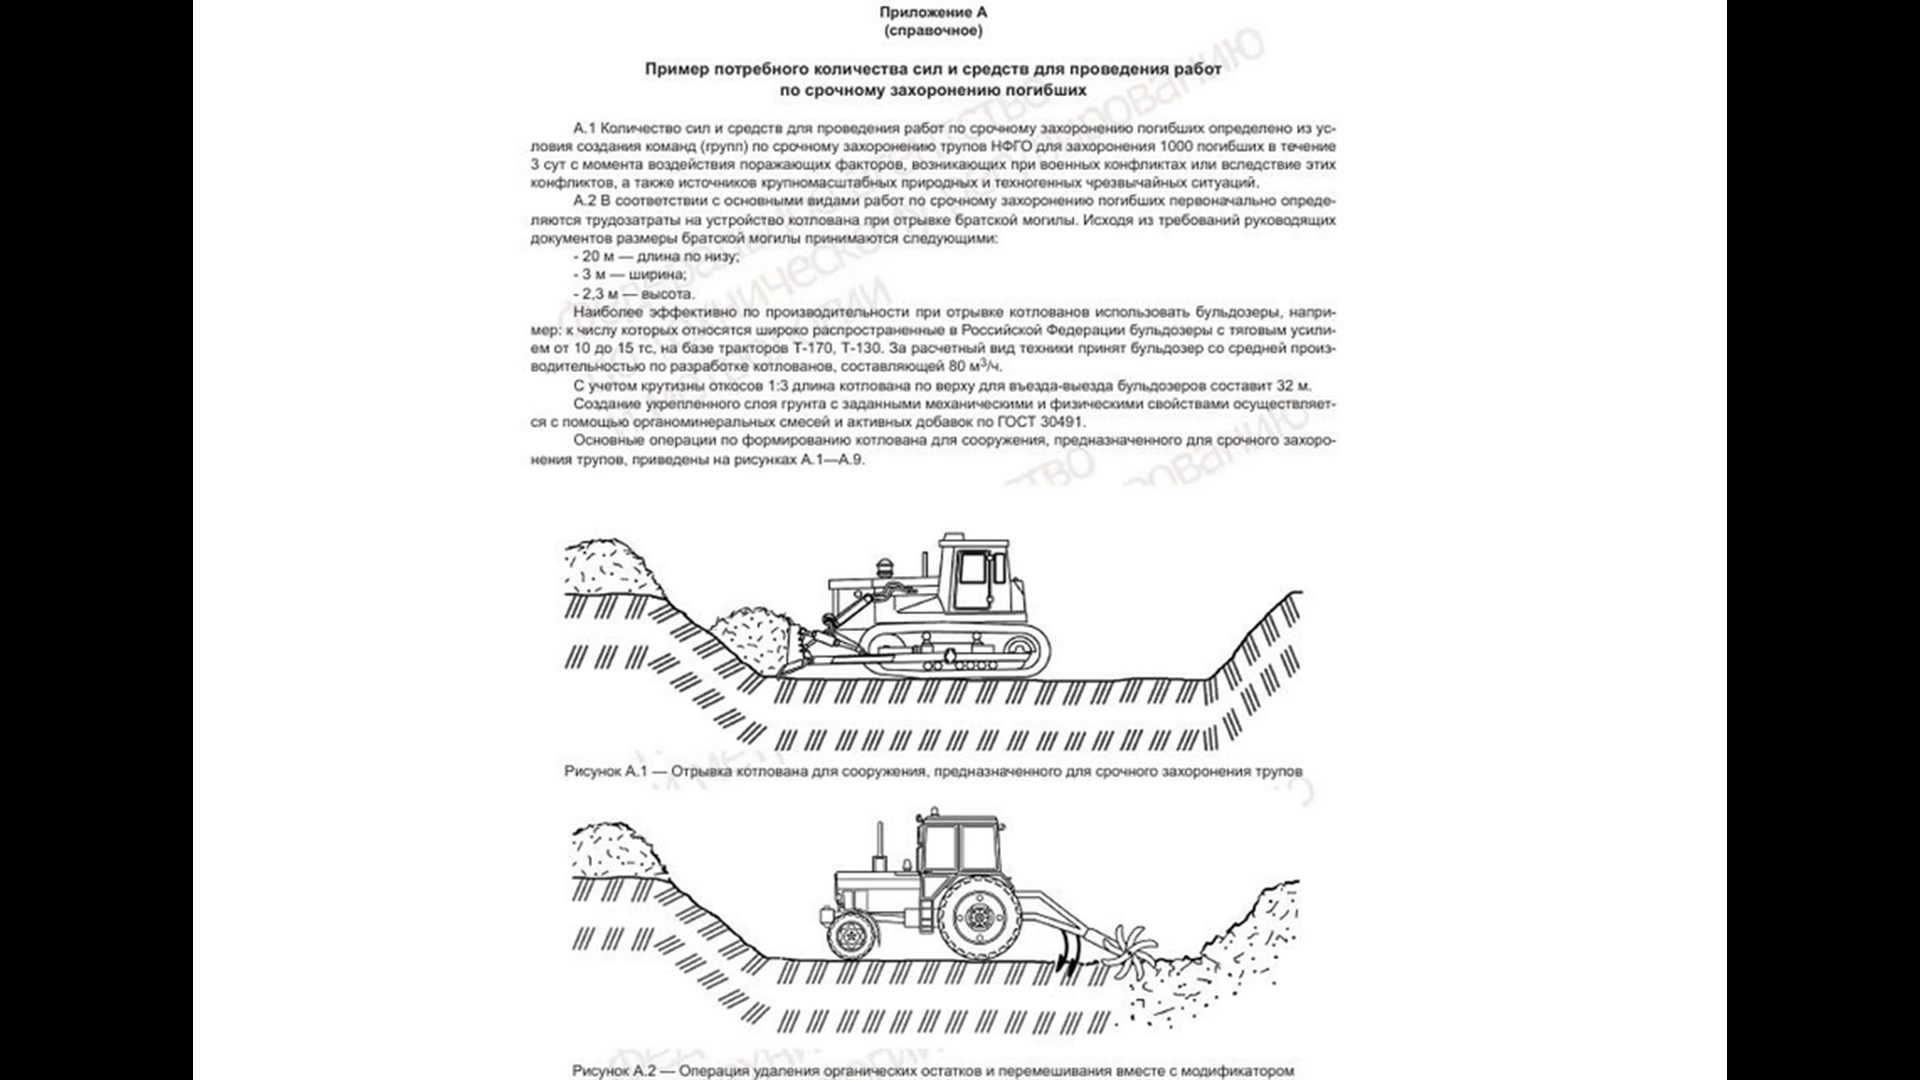 Приложение А
(справочное)
Пример потребного количества сил и средств для проведения работ
по срочному захоронению погибших
А.1 Количество сил и средств для проведения работ по срочному захоронению погибших определено из ус-
ловия создания команд (групп) по срочному захоронению трупов НФГО для захоронения 1000 погибших в течение
3 сут с момента воздействия поражающих факторов, возникающих при военных конфликтах или вследствие этих
конфликтов, а также источников крупномасштабных природных и техногенных чрезвычайных ситуаций.
А.2 В соответствии с основными видами работ по срочному захоронению погибших первоначально опреде-
ляются трудозатраты на устройство котлована при отрывке братской могилы. Исходя из требований руководящих
документов размеры братской могилы принимаются следующими:
- 20 м — длина по низу;
- 3 м — ширина;
- 2,3 м — высота.
Наиболее эффективно по производительности при отрывке котлованов использовать бульдозеры, напри-
мер: к числу которых относятся широко распространенные в Российской Федерации бульдозеры с тяговым усили-
ем от 10 до 15 тс, на базе тракторов Т-170, Т-130. За расчетный вид техники принят бульдозер со средней произ-
водительностью по разработке котлованов, составляющей 80 м³/ч.
С учетом крутизны откосов 1:3 длина котлована по верху для въезда-выезда бульдозеров составит 32 м.
Создание укрепленного слоя грунта с заданными механическими и физическими свойствами осуществляет-
ся с помощью органоминеральных смесей и активных добавок по ГОСТ 30491.
Основные операции по формированию котлована для сооружения, предназначенного для срочного захоро-
нения трупов, приведены на рисунках А.1—А.9.
Рисунок А.1 — Отрывка котлована для сооружения, предназначенного для срочного захоронения трупов
Рисунок А.2 — Операция удаления органических остатков и перемешивания вместе с модификатором